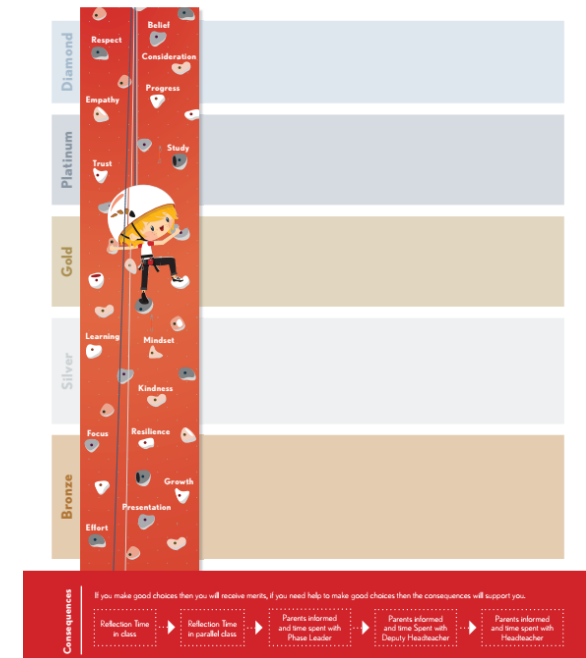 Belief
Respect
Consideration
Diamond
Progress
Empathy
Study
Platinum
Trust
Gold
Learning
Mindset
Silver
Kindness
Focus
Resilience
Growth
Bronze
Presentation
Effort
Consequences
If you make good choices then you will receive merits, if you need help to make good choices then the consequences will support you.
Reflection Time
in class
Reflection Time
in parallel class
Parents informed
and time spent with
Phase Leader
Parents informed
and time Spent with
Deputy Headteacher
Parents informed
and time spent with
Headteacher